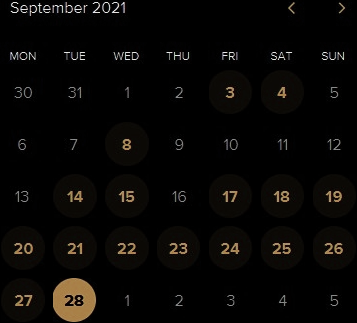 September 2021
MON TUE WED THU FRI SAT SUN
30 31 1 2 3 4 5
6 7 8 9 10 11 12
13 14 15 16 17 18 19
20 21 22 23 24 25 26
27 28 1 2 3 4 5